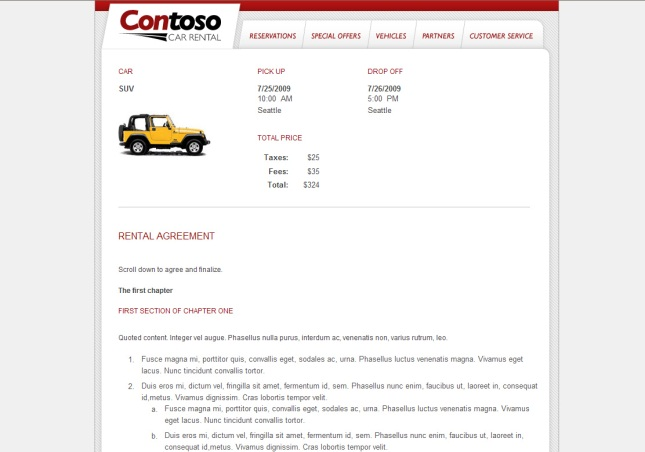 Contoso
CAR RENTAL
RESERVATIONS SPECIAL OFFERS VEHICLES PARTNERS CUSTOMER SERVICE
CAR PICK UP DROP OFF
SUV 7/25/2009 7/26/2009
10:00 AM 5:00 PM
Seattle Seattle
TOTAL PRICE
Taxes: $25
Fees: $35
Total: $324
RENTAL AGREEMENT
Scroll down to agree and finalize.
The first chapter
FIRST SECTION OF CHAPTER ONE
Quoted content. Integer vel augue. Phasellus nulla purus, interdum ac, venenatis non, varius rutrum, leo.
1. Fusce magna mi, porttitor quis, convallis eget, sodales ac, urna. Phasellus luctus venenatis magna. Vivamus eget
lacus. Nunc tincidunt convallis tortor.
2. Duis eros mi, dictum vel, fringilla sit amet, fermentum id, sem. Phasellus nunc enim, faucibus ut, laoreet in, consequat
id,metus. Vivamus dignissim. Cras lobortis tempor velit.
a. Fusce magna mi, porttitor quis, convallis eget, sodales ac, urna. Phasellus luctus venenatis magna. Vivamus
eget lacus. Nunc tincidunt convallis tortor.
b. Duis eros mi, dictum vel, fringilla sit amet, fermentum id, sem. Phasellus nunc enim, faucibus ut, laoreet in,
consequat id,metus. Vivamus dignissim. Cras lobortis tempor velit.